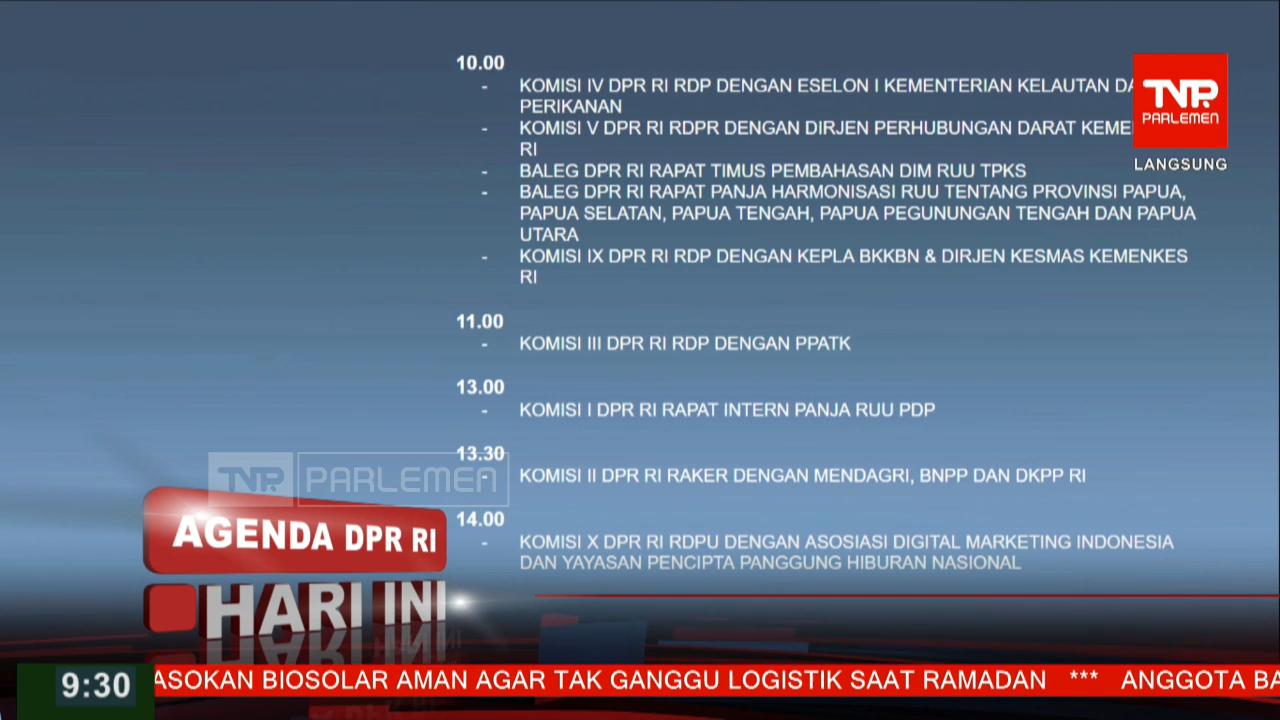 10.00
- KOMISI IV DPR RI RDP DENGAN ESELON I KEMENTERIAN KELAUTAN
PERIKANAN
- KOMISI V DPR RI RDPR DENGAN DIRJEN PERHUBUNGAN DARAT
RI
- BALEG DPR RI RAPAT TIMUS PEMBAHASAN DIM RUU TPKS
- BALEG DPR RI RAPAT PANJA HARMONISASI RUU TENTANG PROVINSI PAPUA,
PAPUA SELATAN, PAPUA TENGAH, PAPUA PEGUNUNGAN TENGAH DAN PAPUA
UTARA
- KOMISI IX DPR RI RDP DENGAN KEPLA BKKBN & DIRJEN KESMAS KEMENKES
RI
TVP
PARLEMEN
LANGSUNG
11.00
- KOMISI III DPR RI RDP DENGAN PPATK
13.00
- KOMISI I DPR RI RAPAT INTERN PANJA RUU PDP
13.30
- KOMISI II DPR RI RAKER DENGAN MENDAGRI, BNPP DAN DKPP RI
TVP PARLEMEN
14.00
- KOMISI X DPR RI RDPU DENGAN ASOSIASI DIGITAL MARKETING INDONESIA
DAN YAYASAN PENCIPTA PANGGUNG HIBURAN NASIONAL
AGENDA DPR RI
HARI INI
9:30
ASOKAN BIOSOLAR AMAN AGAR TAK GANGGU LOGISTIK SAAT RAMADAN *** ANGGOTA BA